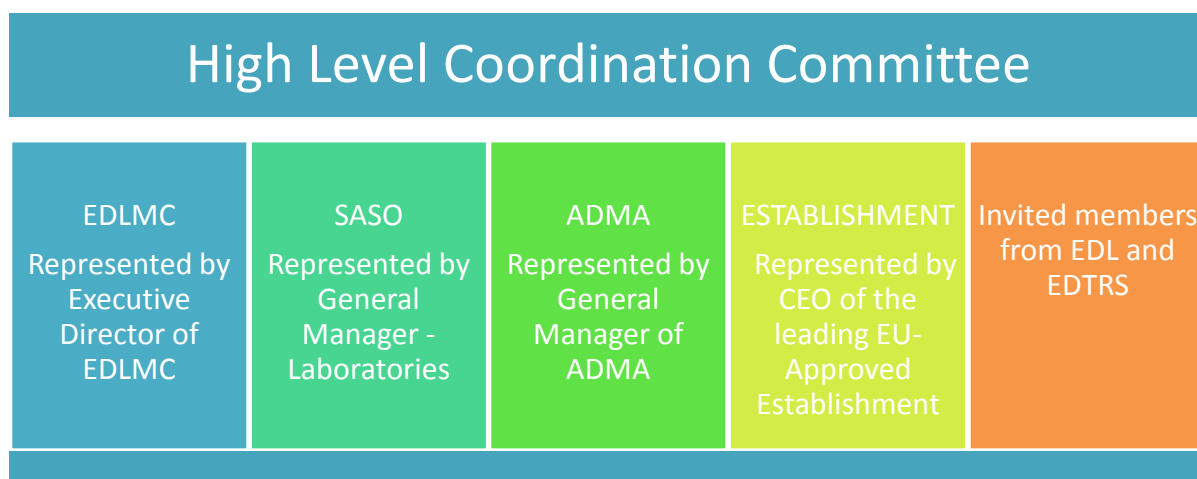 High Level Coordination Committee
EDLMC
Represented by
Executive
Director of
EDLMC
SASO
Represented by
General
Manager -
Laboratories
ADMA
Represented by
General
Manager of
ADMA
ESTABLISHMENT
Represented by
CEO of the
leading EU-
Approved
Establishment
Invited members
from EDL and
EDTRS